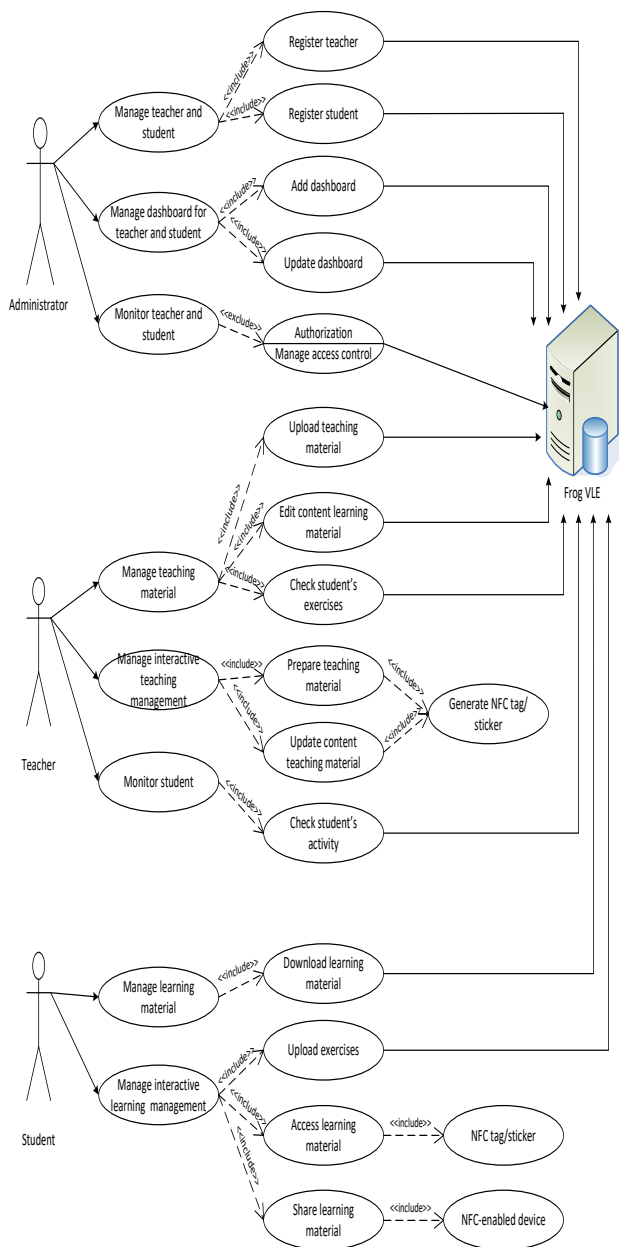 Register teacher
<<include>>
Manage teacher and
student
<<include>>
Register student
<<include>>
Add dashboard
Manage dashboard for
teacher and student
<<include>>
Update dashboard
Administrator
Monitor teacher and
student
<<exclude>>
Authorization
Manage access control
Frog VLE
Upload teaching
material
<<include>>
<<include>>
Edit content learning
material
Manage teaching
material
<<include>>
Check student's
exercises
Manage interactive
teaching
management
<<include>>
Prepare teaching
material
<<include>>
Generate NFC tag/
sticker
<<include>>
Update content
teaching material
<<include>>
Teacher
Monitor student
<<include>>
Check student's
activity
Manage learning
material
<<include>>
Download learning
material
Upload exercises
<<include>>
Manage interactive
learning management
<<include>>
Access learning
material
<<include>>
NFC tag/sticker
Student
<<include>>
Share learning
material
<<include>>
NFC-enabled device